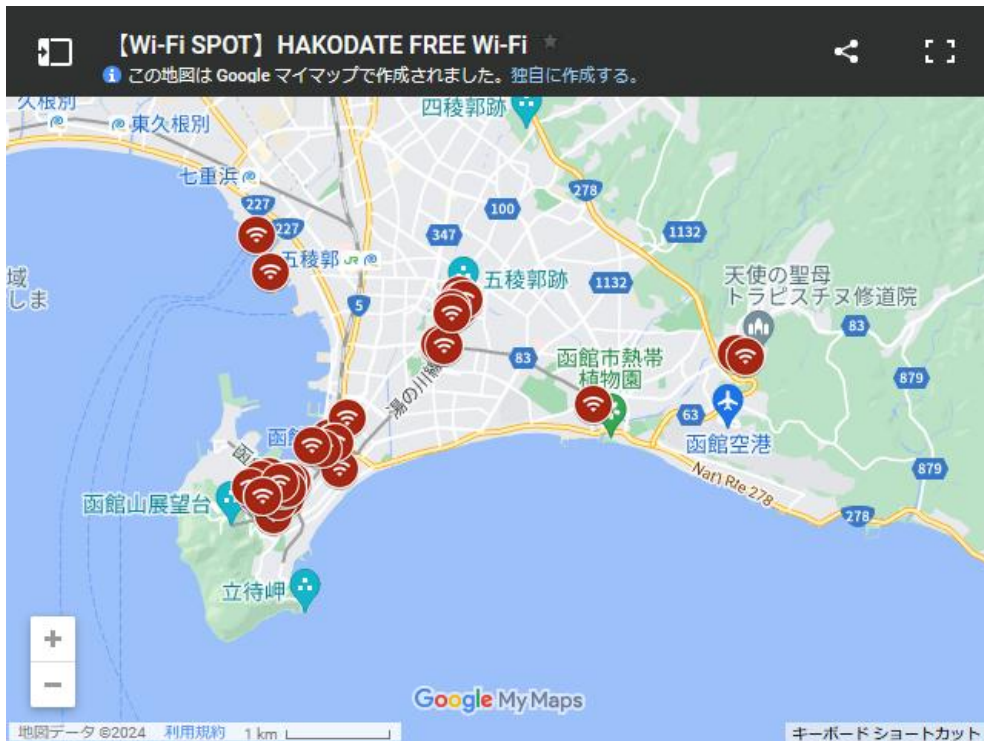 【Wi-Fi SPOT】HAKODATE FREE Wi-Fi
この地図は Google マイマップで作成されました。独自に作成する。
久根別
東久根別
四稜郭跡
七重浜
227
278
100
227
347
1132
五稜郭 JR
五稜郭跡
1132
天使の聖母
トラピスチヌ修道院
域
しま
5
83
83
函館市熱帯
植物園
879
湯の川線
63
函館空港
函館山展望台
879
Nat'l Rte 278
278
立待岬
+
−
Google My Maps
地図データ ©2024 利用規約 1 km
キーボード ショートカット